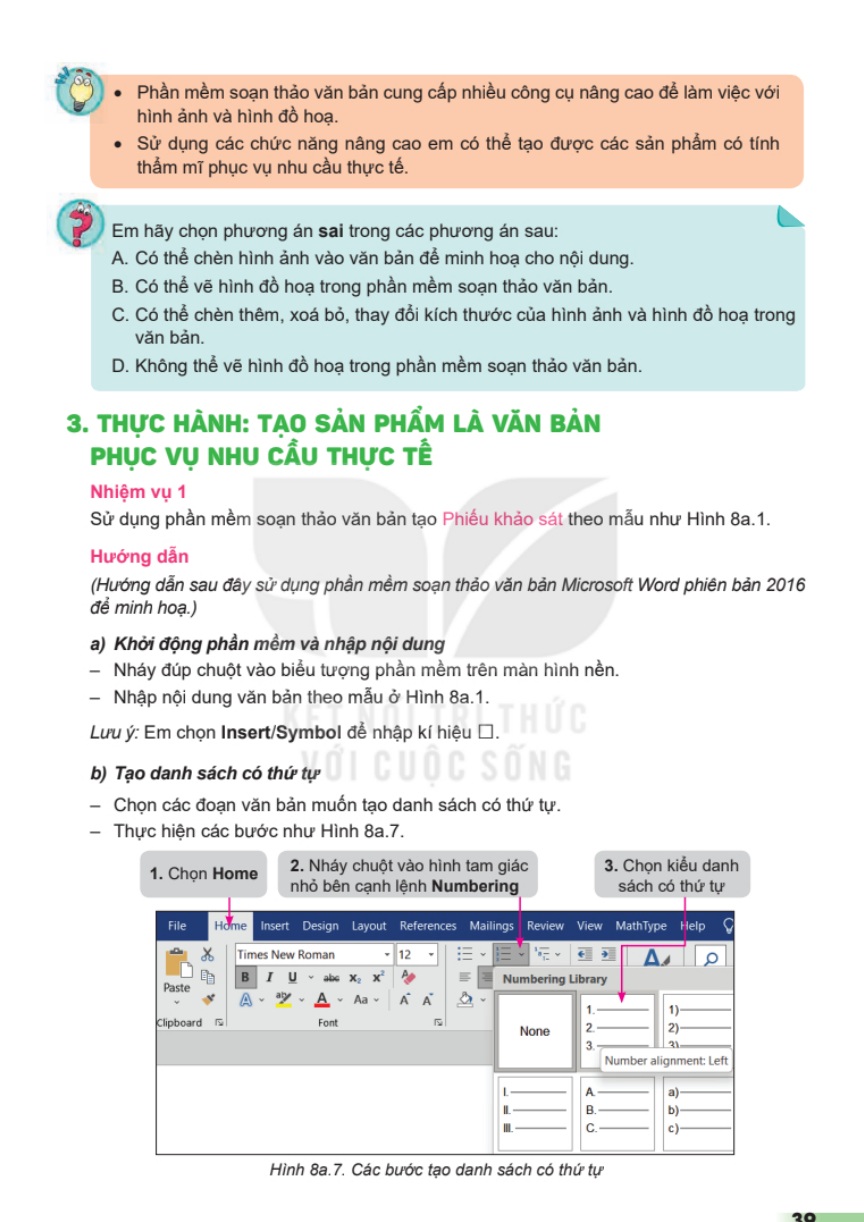 • Phần mềm soạn thảo văn bản cung cấp nhiều công cụ nâng cao để làm việc với
hình ảnh và hình đồ hoạ.
• Sử dụng các chức năng nâng cao em có thể tạo được các sản phẩm có tính
thẩm mĩ phục vụ nhu cầu thực tế.
Em hãy chọn phương án sai trong các phương án sau:
A. Có thể chèn hình ảnh vào văn bản để minh hoạ cho nội dung.
B. Có thể vẽ hình đồ hoạ trong phần mềm soạn thảo văn bản.
C. Có thể chèn thêm, xoá bỏ, thay đổi kích thước của hình ảnh và hình đồ hoạ trong
văn bản.
D. Không thể vẽ hình đồ hoạ trong phần mềm soạn thảo văn bản.
3. THỰC HÀNH: TẠO SẢN PHẨM LÀ VĂN BẢN
PHỤC VỤ NHU CẦU THỰC TẾ
Nhiệm vụ 1
Sử dụng phần mềm soạn thảo văn bản tạo Phiếu khảo sát theo mẫu như Hình 8a.1.
Hướng dẫn
(Hướng dẫn sau đây sử dụng phần mềm soạn thảo văn bản Microsoft Word phiên bản 2016
để minh hoạ.)
a) Khởi động phần mềm và nhập nội dung
– Nháy đúp chuột vào biểu tượng phần mềm trên màn hình nền.
– Nhập nội dung văn bản theo mẫu ở Hình 8a.1.
KẾT NỐI TRI THỨC
Lưu ý: Em chọn Insert/Symbol để nhập kí hiệu □.
VỚI CUỘC SỐNG
b) Tạo danh sách có thứ tự
– Chọn các đoạn văn bản muốn tạo danh sách có thứ tự.
– Thực hiện các bước như Hình 8a.7.
1. Chọn Home
2. Nháy chuột vào hình tam giác
nhỏ bên cạnh lệnh Numbering
3. Chọn kiểu danh
sách có thứ tự
File Home Insert Design Layout References Mailings Review View MathType Help
Times New Roman 12
Paste
B I U abc x₂ x²
A aby A Aa A A
Clipboard Font
Numbering Library
None
1.
2.
3.
1)
2)
3)
Number alignment: Left
I.
II.
III.
A.
B.
C.
a)
b)
c)
Hình 8a.7. Các bước tạo danh sách có thứ tự
39